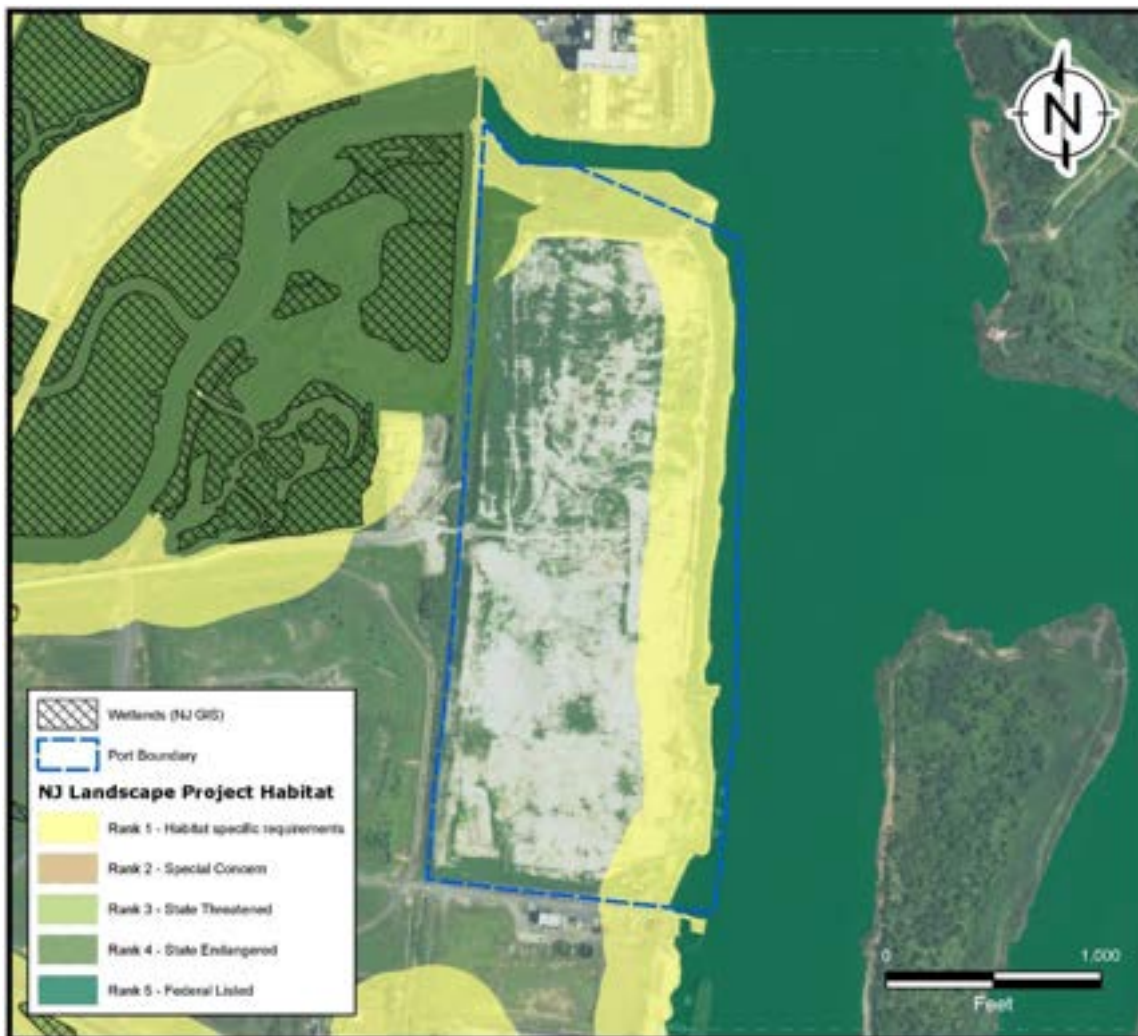 N
Wetlands (NJ GIS)
Port Boundary
NJ Landscape Project Habitat
Rank 1 - Habitat specific requirements
Rank 2 - Special Concern
Rank 3 - State Threatened
Rank 4 - State Endangered
Rank 5 - Federal Listed
0 1,000
Feet